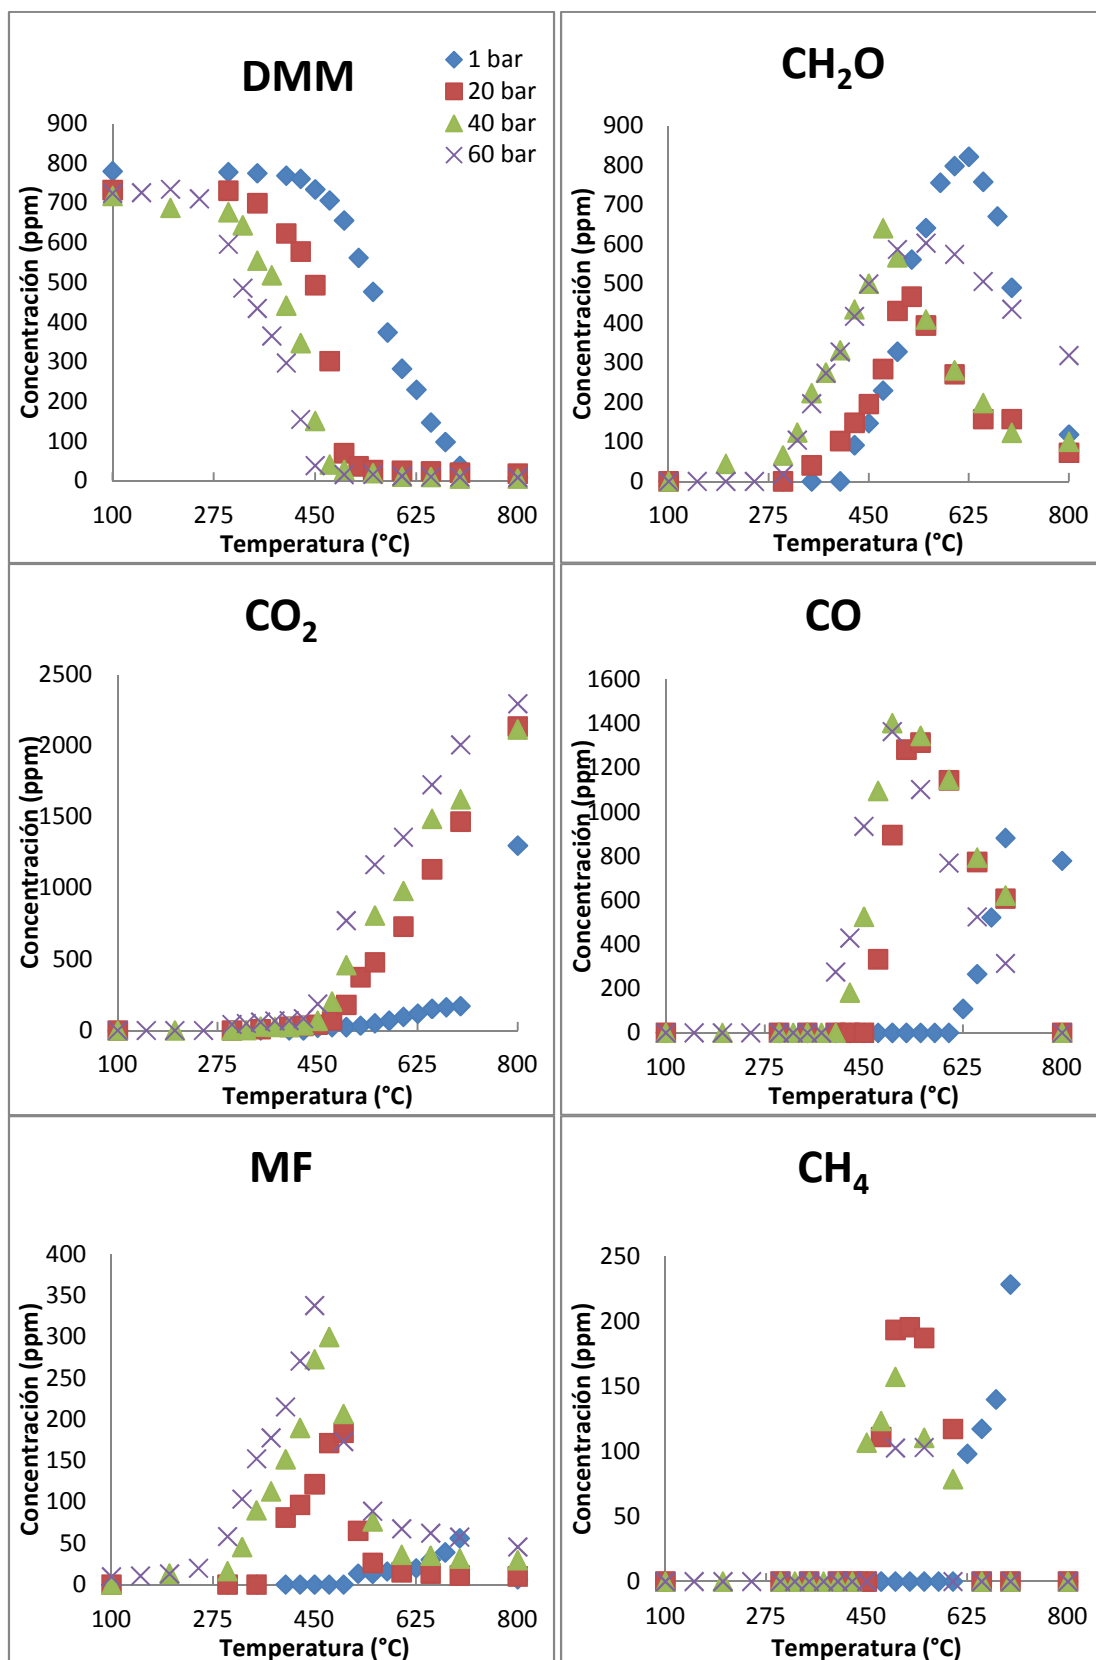 DMM
1 bar
20 bar
40 bar
60 bar
Concentración (ppm)
900
800
700
600
500
400
300
200
100
0
100 275 450 625 800
Temperatura (°C)
CH₂O
Concentración (ppm)
900
800
700
600
500
400
300
200
100
0
100 275 450 625 800
Temperatura (°C)
CO₂
Concentración (ppm)
2500
2000
1500
1000
500
0
100 275 450 625 800
Temperatura (°C)
CO
Concentración (ppm)
1600
1400
1200
1000
800
600
400
200
0
100 275 450 625 800
Temperatura (°C)
MF
Concentración (ppm)
400
350
300
250
200
150
100
50
0
100 275 450 625 800
Temperatura (°C)
CH₄
Concentración (ppm)
250
200
150
100
50
0
100 275 450 625 800
Temperatura (°C)